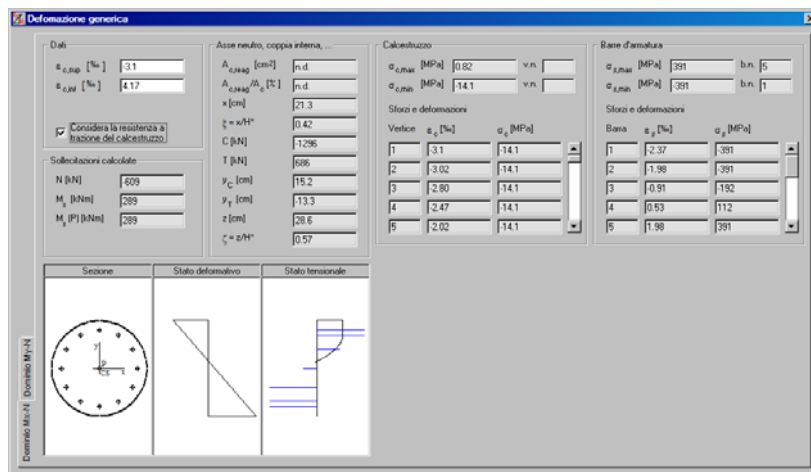 Defomazione generica
Dati
ε c,sup [‰] -3.1
ε c,inf [‰] 4.17
Considera la resistenza a
trazione del calcestruzzo
Sollecitazioni calcolate
N [kN] -609
M x [kNm] 289
M x (P) [kNm] 289
Asse neutro, coppia interna, ...
A c,reag [cm²] n.d.
A c,reag /A c [%] n.d.
x [cm] 21.3
ξ = x/H* 0.42
C [kN] -1296
T [kN] 686
y C [cm] 15.2
y T [cm] -13.3
z [cm] 28.6
ζ = z/H* 0.57
Calcestruzzo
σ c,max [MPa] 0.82 v.n.
σ c,min [MPa] -14.1 v.n.
Sforzi e deformazioni
Vertice ε c [‰] σ c [MPa]
1 -3.1 -14.1
2 -3.02 -14.1
3 -2.80 -14.1
4 -2.47 -14.1
5 -2.02 -14.1
Barre d'armatura
σ s,max [MPa] 391 b.n. 5
σ s,min [MPa] -391 b.n. 1
Sforzi e deformazioni
Barra ε s [‰] σ s [MPa]
1 -2.37 -391
2 -1.98 -391
3 -0.91 -192
4 0.53 112
5 1.98 391
Sezione Stato deformativo Stato tensionale
y
x
Dominio My-N
Dominio Mx-N